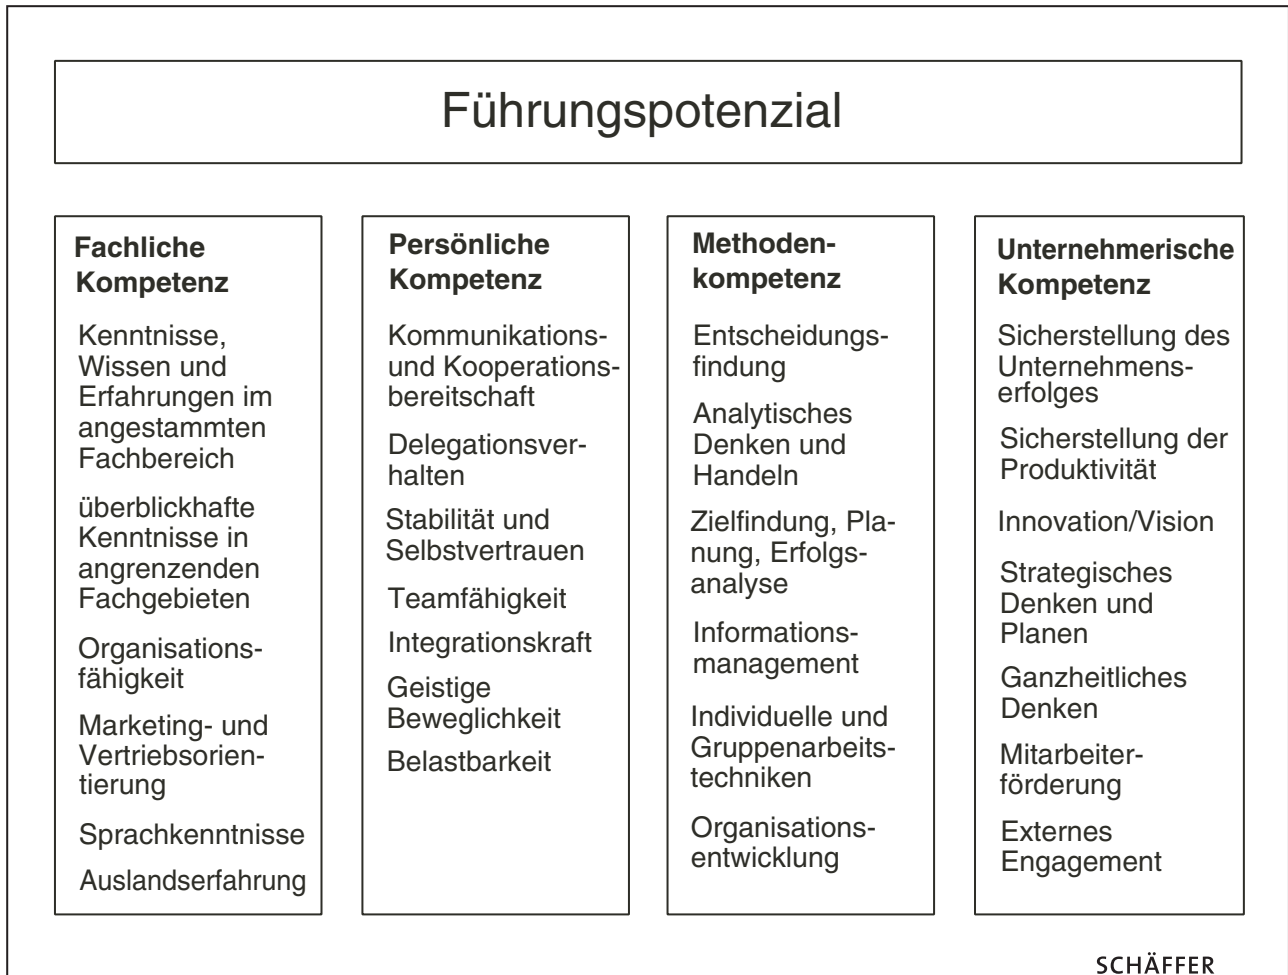 Führungspotenzial
Fachliche
Kompetenz
Kenntnisse,
Wissen und
Erfahrungen im
angestammten
Fachbereich
überblickhafte
Kenntnisse in
angrenzenden
Fachgebieten
Organisations-
fähigkeit
Marketing- und
Vertriebsorien-
tierung
Sprachkenntnisse
Auslandserfahrung
Persönliche
Kompetenz
Kommunikations-
und Kooperations-
bereitschaft
Delegationsver-
halten
Stabilität und
Selbstvertrauen
Teamfähigkeit
Integrationskraft
Geistige
Beweglichkeit
Belastbarkeit
Methoden-
kompetenz
Entscheidungs-
findung
Analytisches
Denken und
Handeln
Zielfindung, Pla-
nung, Erfolgs-
analyse
Informations-
management
Individuelle und
Gruppenarbeits-
techniken
Organisations-
entwicklung
Unternehmerische
Kompetenz
Sicherstellung des
Unternehmens-
erfolges
Sicherstellung der
Produktivität
Innovation/Vision
Strategisches
Denken und
Planen
Ganzheitliches
Denken
Mitarbeiter-
förderung
Externes
Engagement
SCHÄFFER